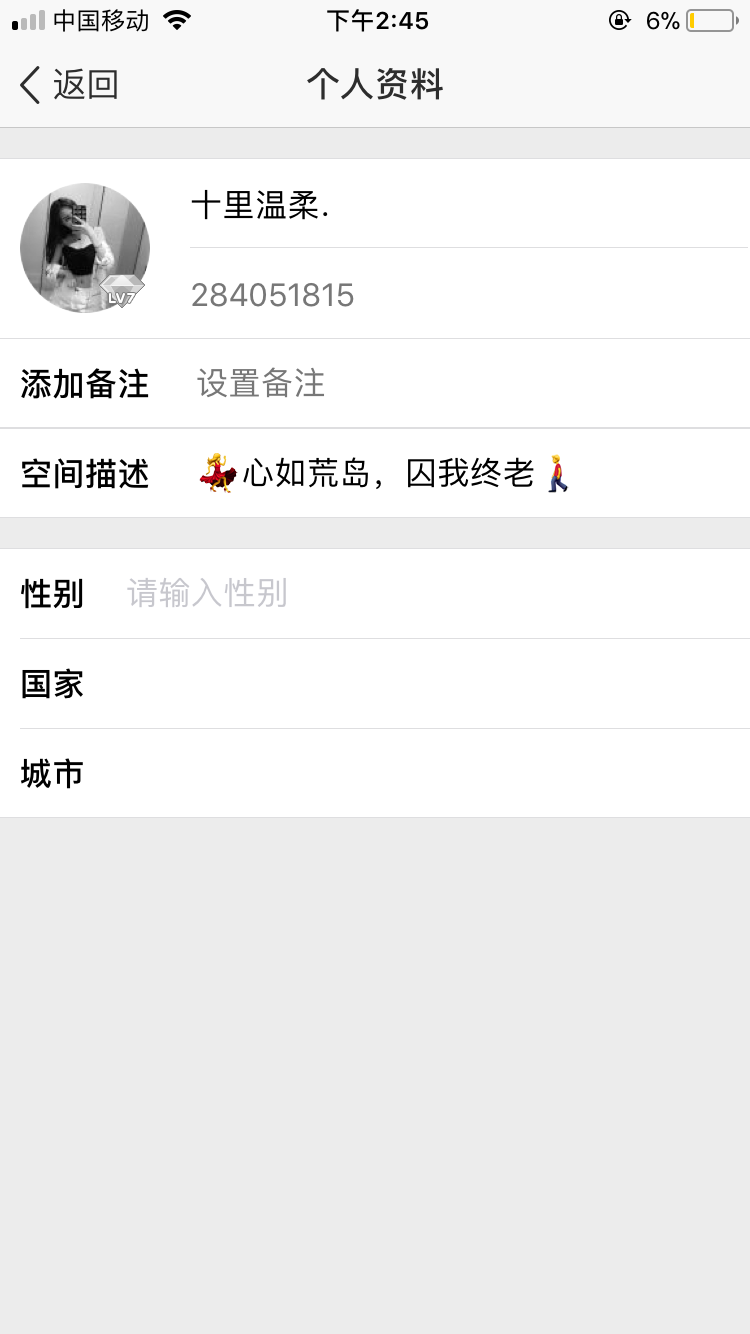 中国移动 下午2:45 6%
返回 个人资料
十里温柔.
LV7
284051815
添加备注 设置备注
空间描述 💃心如荒岛，囚我终老🚶
性别 请输入性别
国家
城市